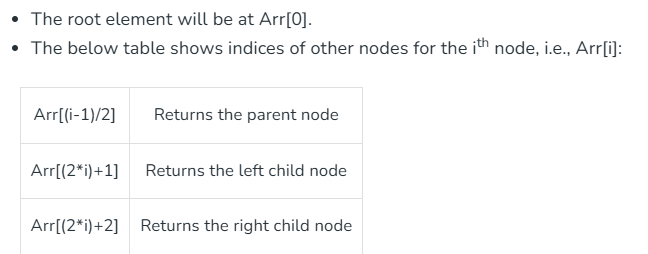 • The root element will be at Arr[0].
• The below table shows indices of other nodes for the ith node, i.e., Arr[i]:
Arr[(i-1)/2] Returns the parent node
Arr[(2*i)+1] Returns the left child node
Arr[(2*i)+2] Returns the right child node